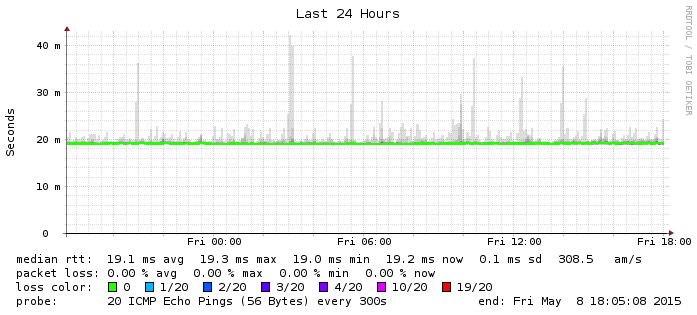 Last 24 Hours
RRDTOOL / TOBI OETIKER
Seconds
40 m
30 m
20 m
10 m
0
Fri 00:00 Fri 06:00 Fri 12:00 Fri 18:00
median rtt: 19.1 ms avg 19.3 ms max 19.0 ms min 19.2 ms now 0.1 ms sd 308.5 am/s
packet loss: 0.00 % avg 0.00 % max 0.00 % min 0.00 % now
loss color: 0 1/20 2/20 3/20 4/20 10/20 19/20
probe: 20 ICMP Echo Pings (56 Bytes) every 300s end: Fri May 8 18:05:08 2015